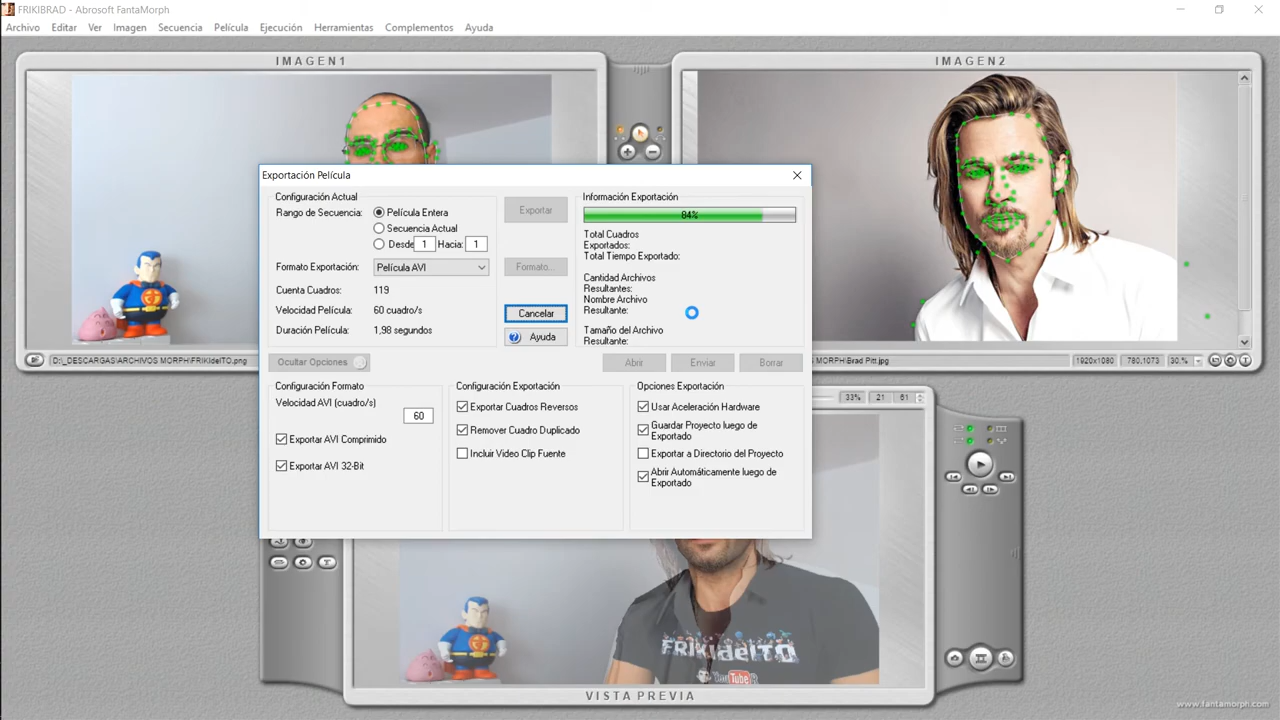 FRIKIBRAD - Abrosoft FantaMorph
Archivo Editar Ver Imagen Secuencia Película Ejecución Herramientas Complementos Ayuda
IMAGEN1
IMAGEN2
Exportación Película
Configuración Actual
Rango de Secuencia:
Película Entera
Secuencia Actual
Desde 1 Hacia: 1
Formato Exportación: Película AVI
Cuenta Cuadros: 119
Velocidad Película: 60 cuadro/s
Duración Película: 1,98 segundos
Exportar
Formato...
Cancelar
Ayuda
Información Exportación
84%
Total Cuadros
Exportados:
Total Tiempo Exportado:
Cantidad Archivos
Resultantes:
Nombre Archivo
Resultante:
Tamaño del Archivo
Resultante:
Ocultar Opciones
Abrir Enviar Borrar
Configuración Formato
Velocidad AVI (cuadro/s)
60
Exportar AVI Comprimido
Exportar AVI 32-Bit
Configuración Exportación
Exportar Cuadros Reversos
Remover Cuadro Duplicado
Incluir Video Clip Fuente
Opciones Exportación
Usar Aceleración Hardware
Guardar Proyecto luego de
Exportado
Exportar a Directorio del Proyecto
Abrir Automáticamente luego de
Exportado
D:\_DESCARGAS\ARCHIVOS MORPH\FRIKIdelTO.png
MORPH\Brad Pitt.jpg 1920x1080 780,1073 30.%
33% 21 61
FRIKIdelTO
YouTube
VISTA PREVIA
www.fantamorph.com